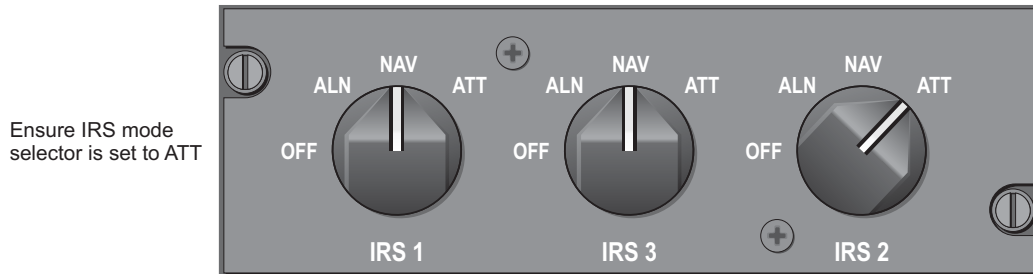 Ensure IRS mode
selector is set to ATT
OFF ALN NAV ATT
IRS 1
OFF ALN NAV ATT
IRS 3
OFF ALN NAV ATT
IRS 2